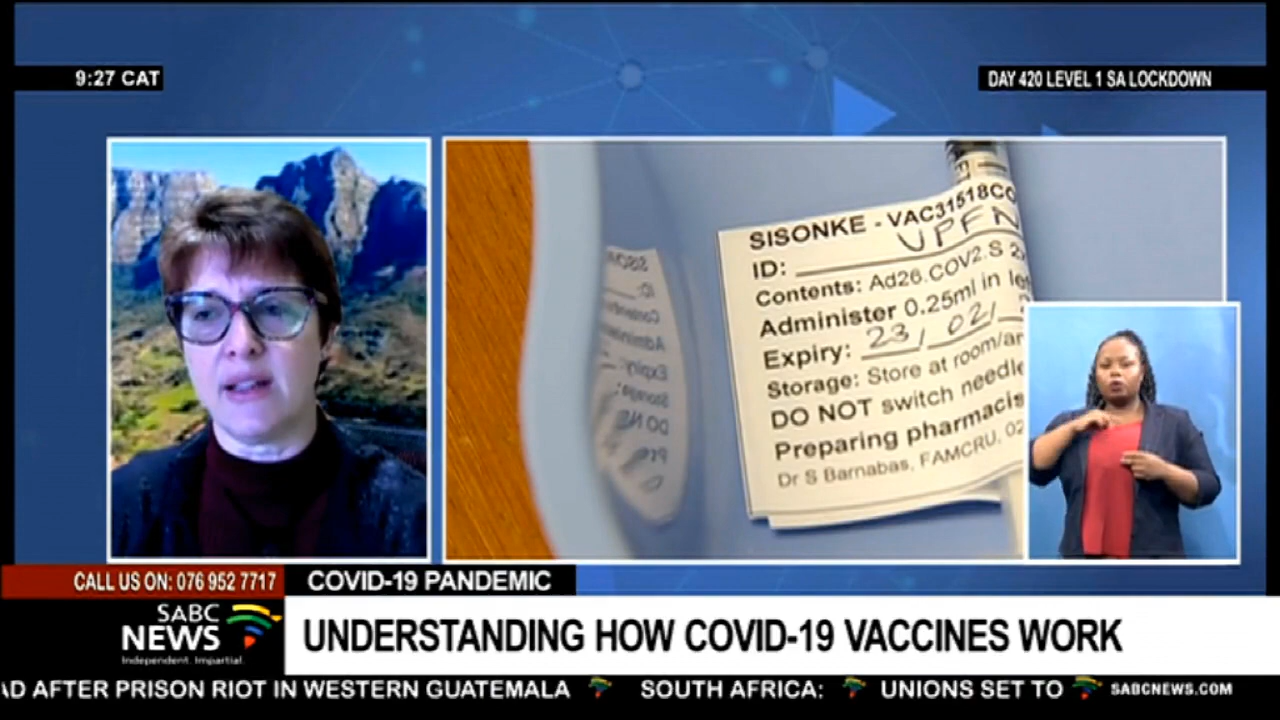 9:27 CAT
DAY 420 LEVEL 1 SA LOCKDOWN
SISONKE - VAC31518CO
UPFN
ID:
Contents: Ad26.COV2.S
Administer 0.25ml in
Expiry: 23/02/
Storage: Store at room/
DO NOT switch needle
Preparing pharmacis
Dr S Barnabas, FAMCRU, 02
CALL US ON: 076 952 7717
COVID-19 PANDEMIC
SABC
NEWS
Independent. Impartial.
UNDERSTANDING HOW COVID-19 VACCINES WORK
AD AFTER PRISON RIOT IN WESTERN GUATEMALA SOUTH AFRICA: UNIONS SET TO SABCNEWS.COM